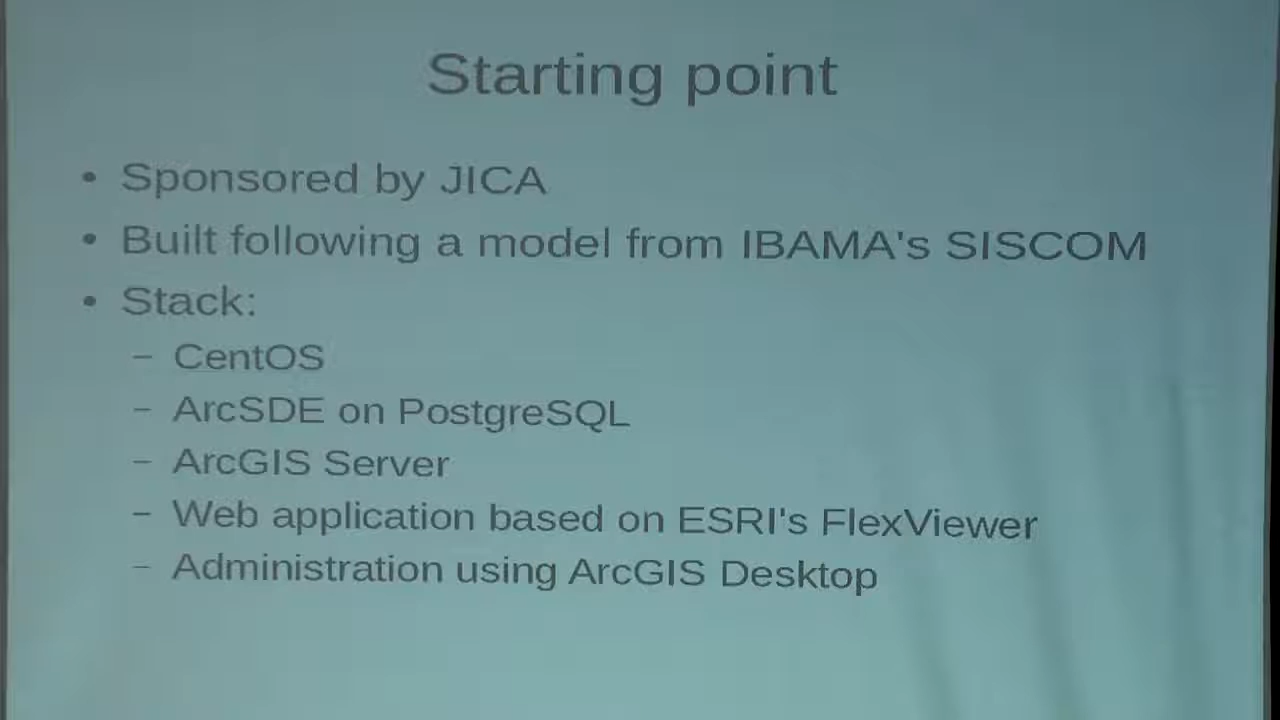 Starting point
• Sponsored by JICA
• Built following a model from IBAMA's SISCOM
• Stack:
– CentOS
– ArcSDE on PostgreSQL
– ArcGIS Server
– Web application based on ESRI's FlexViewer
– Administration using ArcGIS Desktop